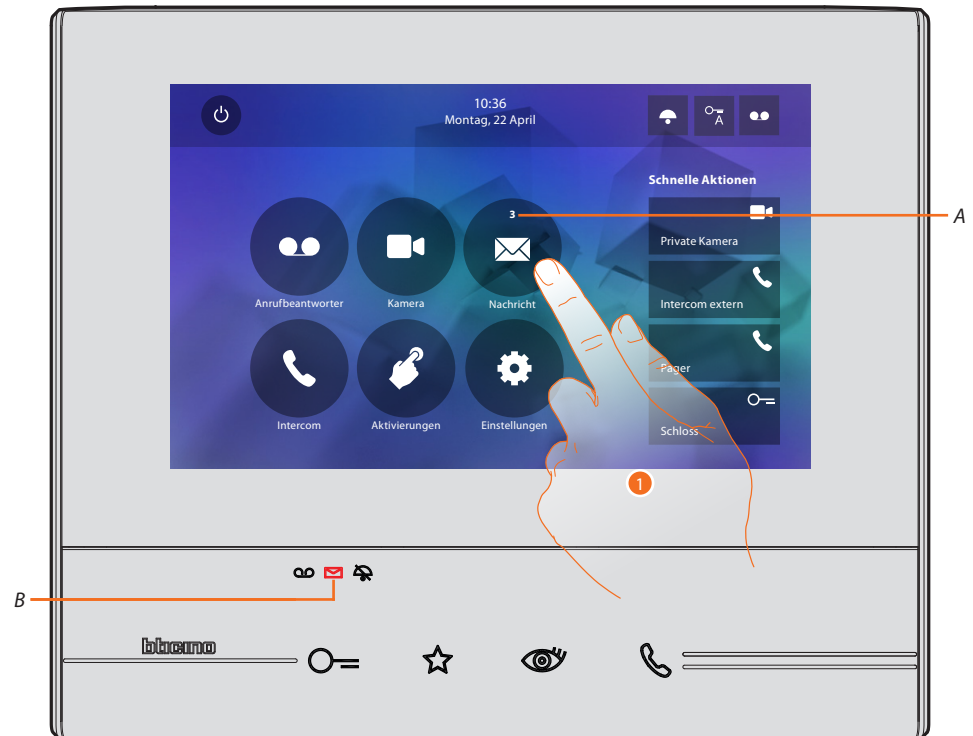 10:36
Montag, 22 April
A
Schnelle Aktionen
3
A
Private Kamera
Anrufbeantworter
Kamera
Nachricht
Intercom extern
Pager
Intercom
Aktivierungen
Einstellungen
Schloss
1
B
bticino